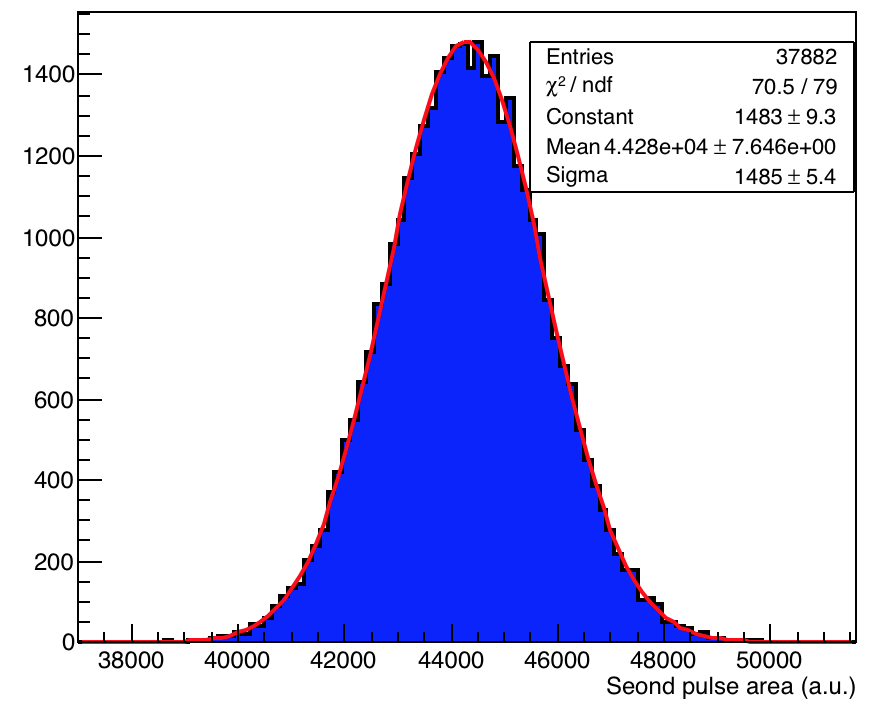 1400
1200
1000
800
600
400
200
0
Entries 37882
χ² / ndf 70.5 / 79
Constant 1483 ± 9.3
Mean 4.428e+04 ± 7.646e+00
Sigma 1485 ± 5.4
38000 40000 42000 44000 46000 48000 50000
Seond pulse area (a.u.)